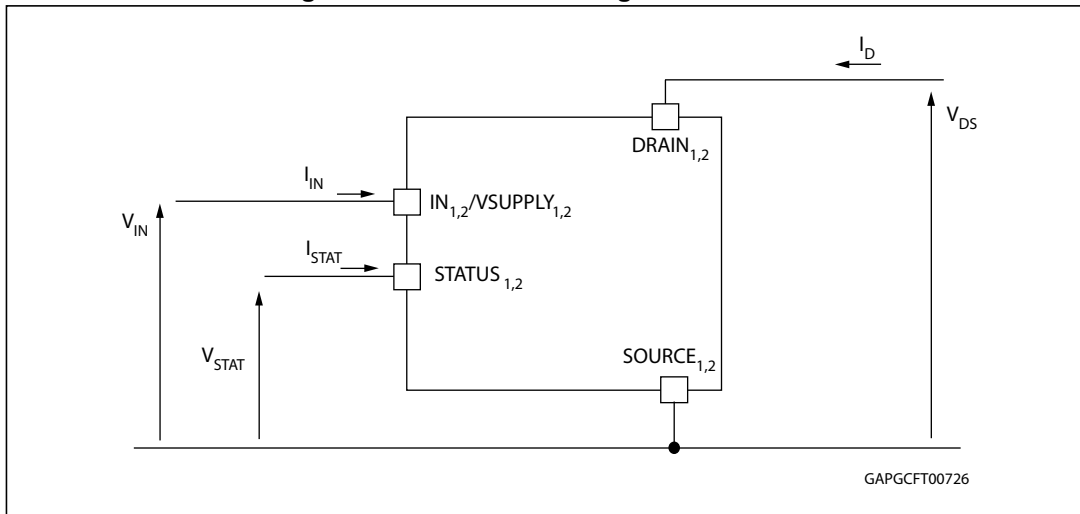 I_D
V_DS
DRAIN_1,2
I_IN
IN_1,2/VSUPPLY_1,2
V_IN
I_STAT
STATUS_1,2
V_STAT
SOURCE_1,2
GAPGCFT00726